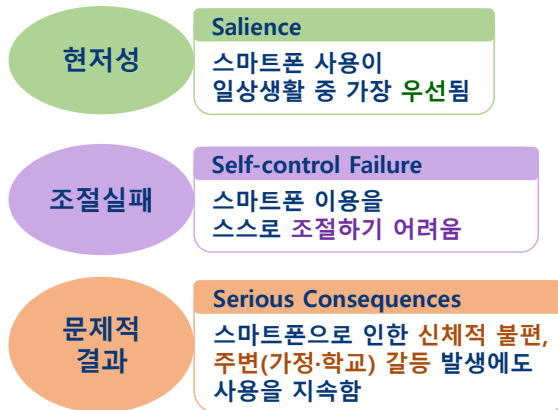 현저성
Salience
스마트폰 사용이
일상생활 중 가장 우선됨
조절실패
Self-control Failure
스마트폰 이용을
스스로 조절하기 어려움
문제적
결과
Serious Consequences
스마트폰으로 인한 신체적 불편,
주변(가정·학교) 갈등 발생에도
사용을 지속함